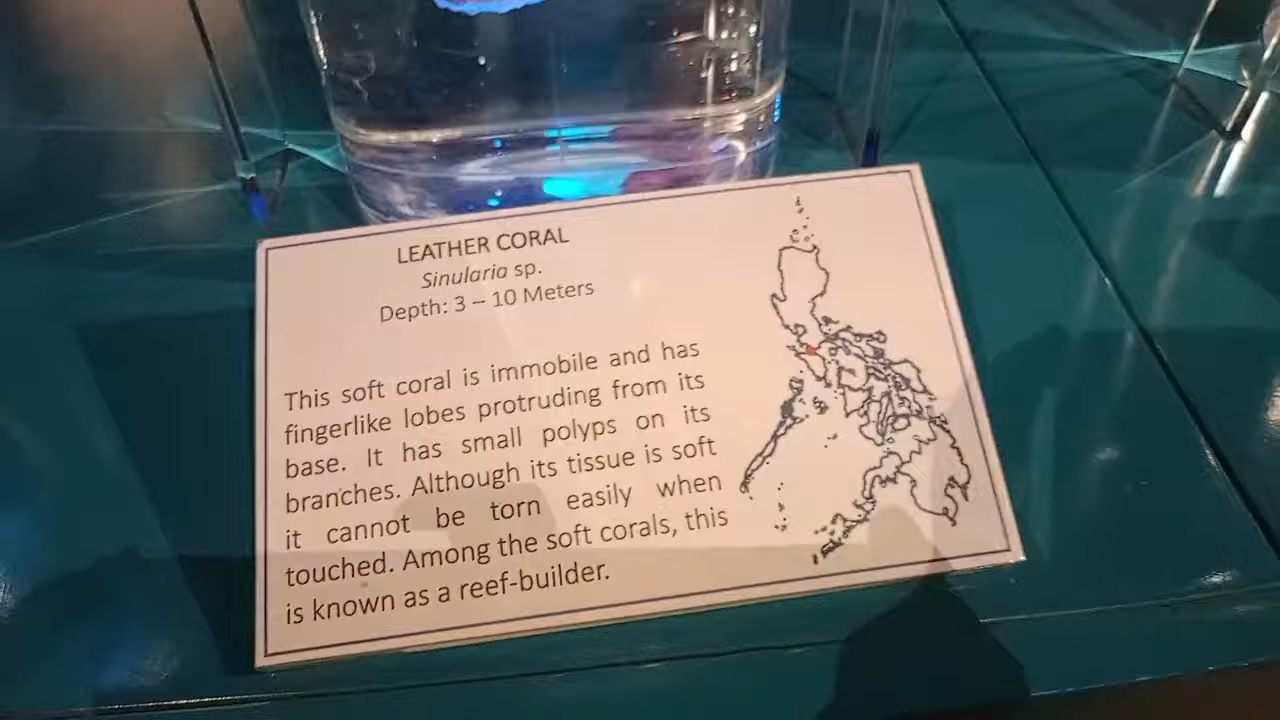 LEATHER CORAL
Sinularia sp.
Depth: 3 – 10 Meters
This soft coral is immobile and has
fingerlike lobes protruding from its
base. It has small polyps on its
branches. Although its tissue is soft
it cannot be torn easily when
touched. Among the soft corals, this
is known as a reef-builder.